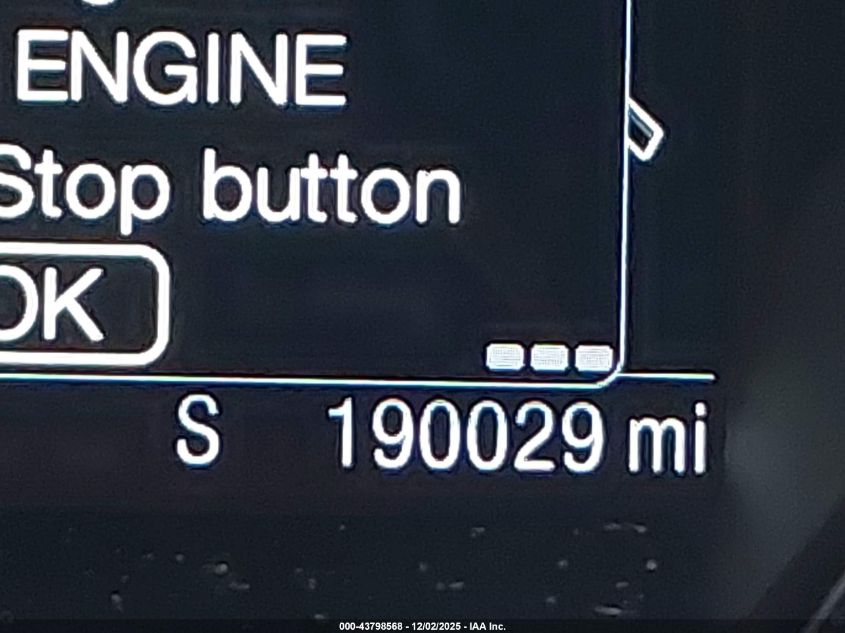 ENGINE
Stop button
OK
S 190029 mi
000-43798568 - 12/02/2025 - IAA Inc.